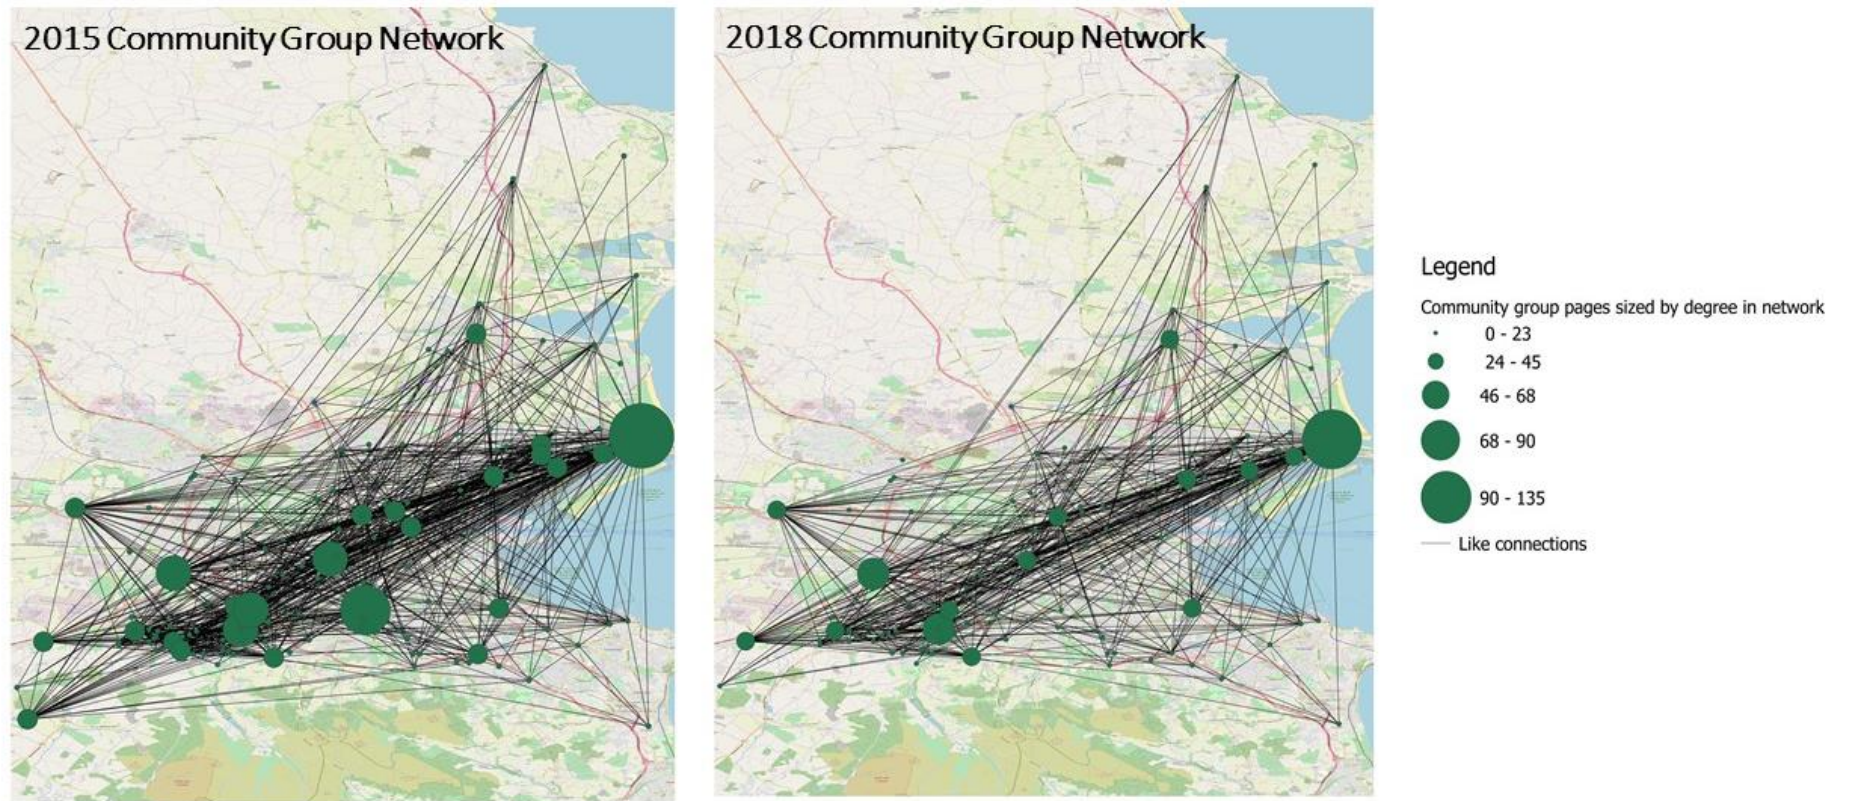 2015 Community Group Network
2018 Community Group Network
Legend
Community group pages sized by degree in network
0 - 23
24 - 45
46 - 68
68 - 90
90 - 135
Like connections